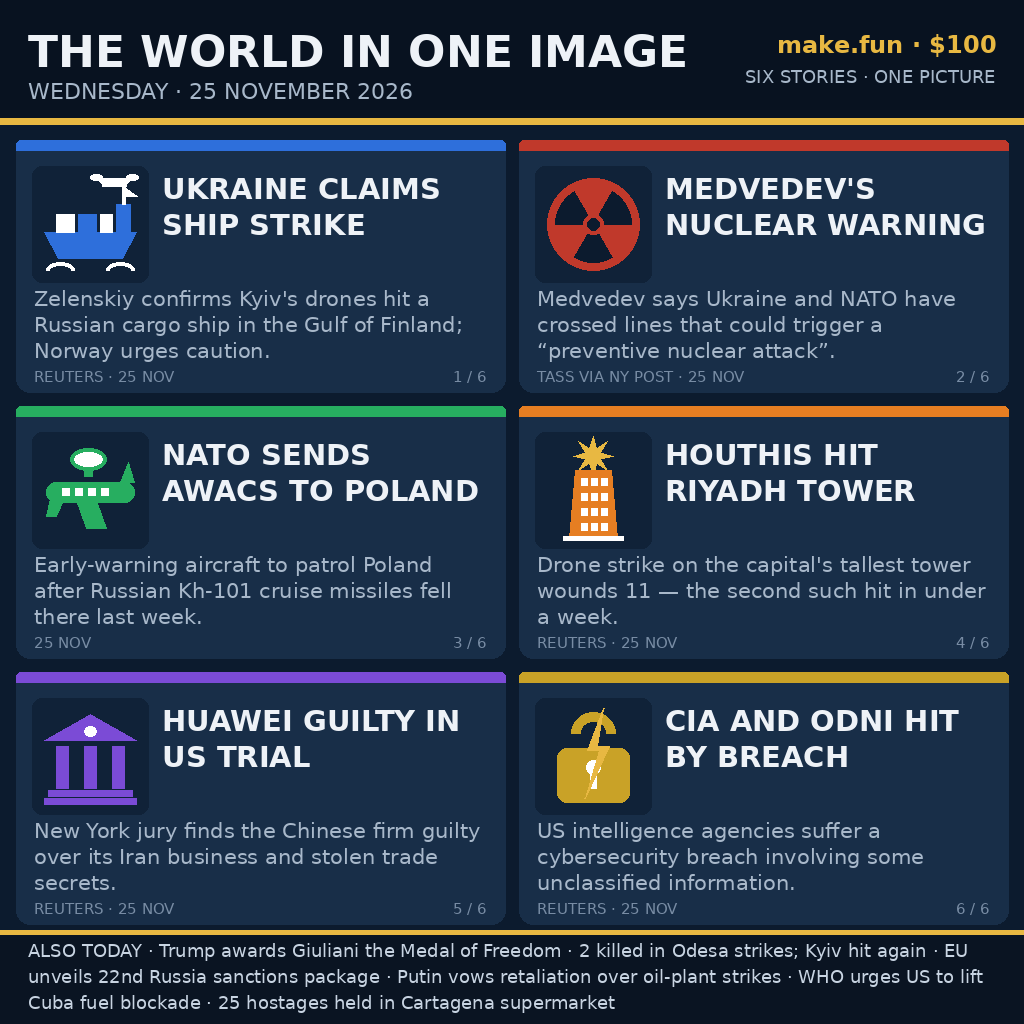 THE WORLD IN ONE IMAGE
WEDNESDAY · 25 NOVEMBER 2026
make.fun · $100
SIX STORIES · ONE PICTURE
UKRAINE CLAIMS
SHIP STRIKE
Zelenskiy confirms Kyiv's drones hit a
Russian cargo ship in the Gulf of Finland;
Norway urges caution.
REUTERS · 25 NOV
1 / 6
MEDVEDEV'S
NUCLEAR WARNING
Medvedev says Ukraine and NATO have
crossed lines that could trigger a
“preventive nuclear attack”.
TASS VIA NY POST · 25 NOV
2 / 6
NATO SENDS
AWACS TO POLAND
Early-warning aircraft to patrol Poland
after Russian Kh-101 cruise missiles fell
there last week.
25 NOV
3 / 6
HOUTHIS HIT
RIYADH TOWER
Drone strike on the capital's tallest tower
wounds 11 — the second such hit in under
a week.
REUTERS · 25 NOV
4 / 6
HUAWEI GUILTY IN
US TRIAL
New York jury finds the Chinese firm guilty
over its Iran business and stolen trade
secrets.
REUTERS · 25 NOV
5 / 6
CIA AND ODNI HIT
BY BREACH
US intelligence agencies suffer a
cybersecurity breach involving some
unclassified information.
REUTERS · 25 NOV
6 / 6
ALSO TODAY · Trump awards Giuliani the Medal of Freedom · 2 killed in Odesa strikes; Kyiv hit again · EU
unveils 22nd Russia sanctions package · Putin vows retaliation over oil-plant strikes · WHO urges US to lift
Cuba fuel blockade · 25 hostages held in Cartagena supermarket